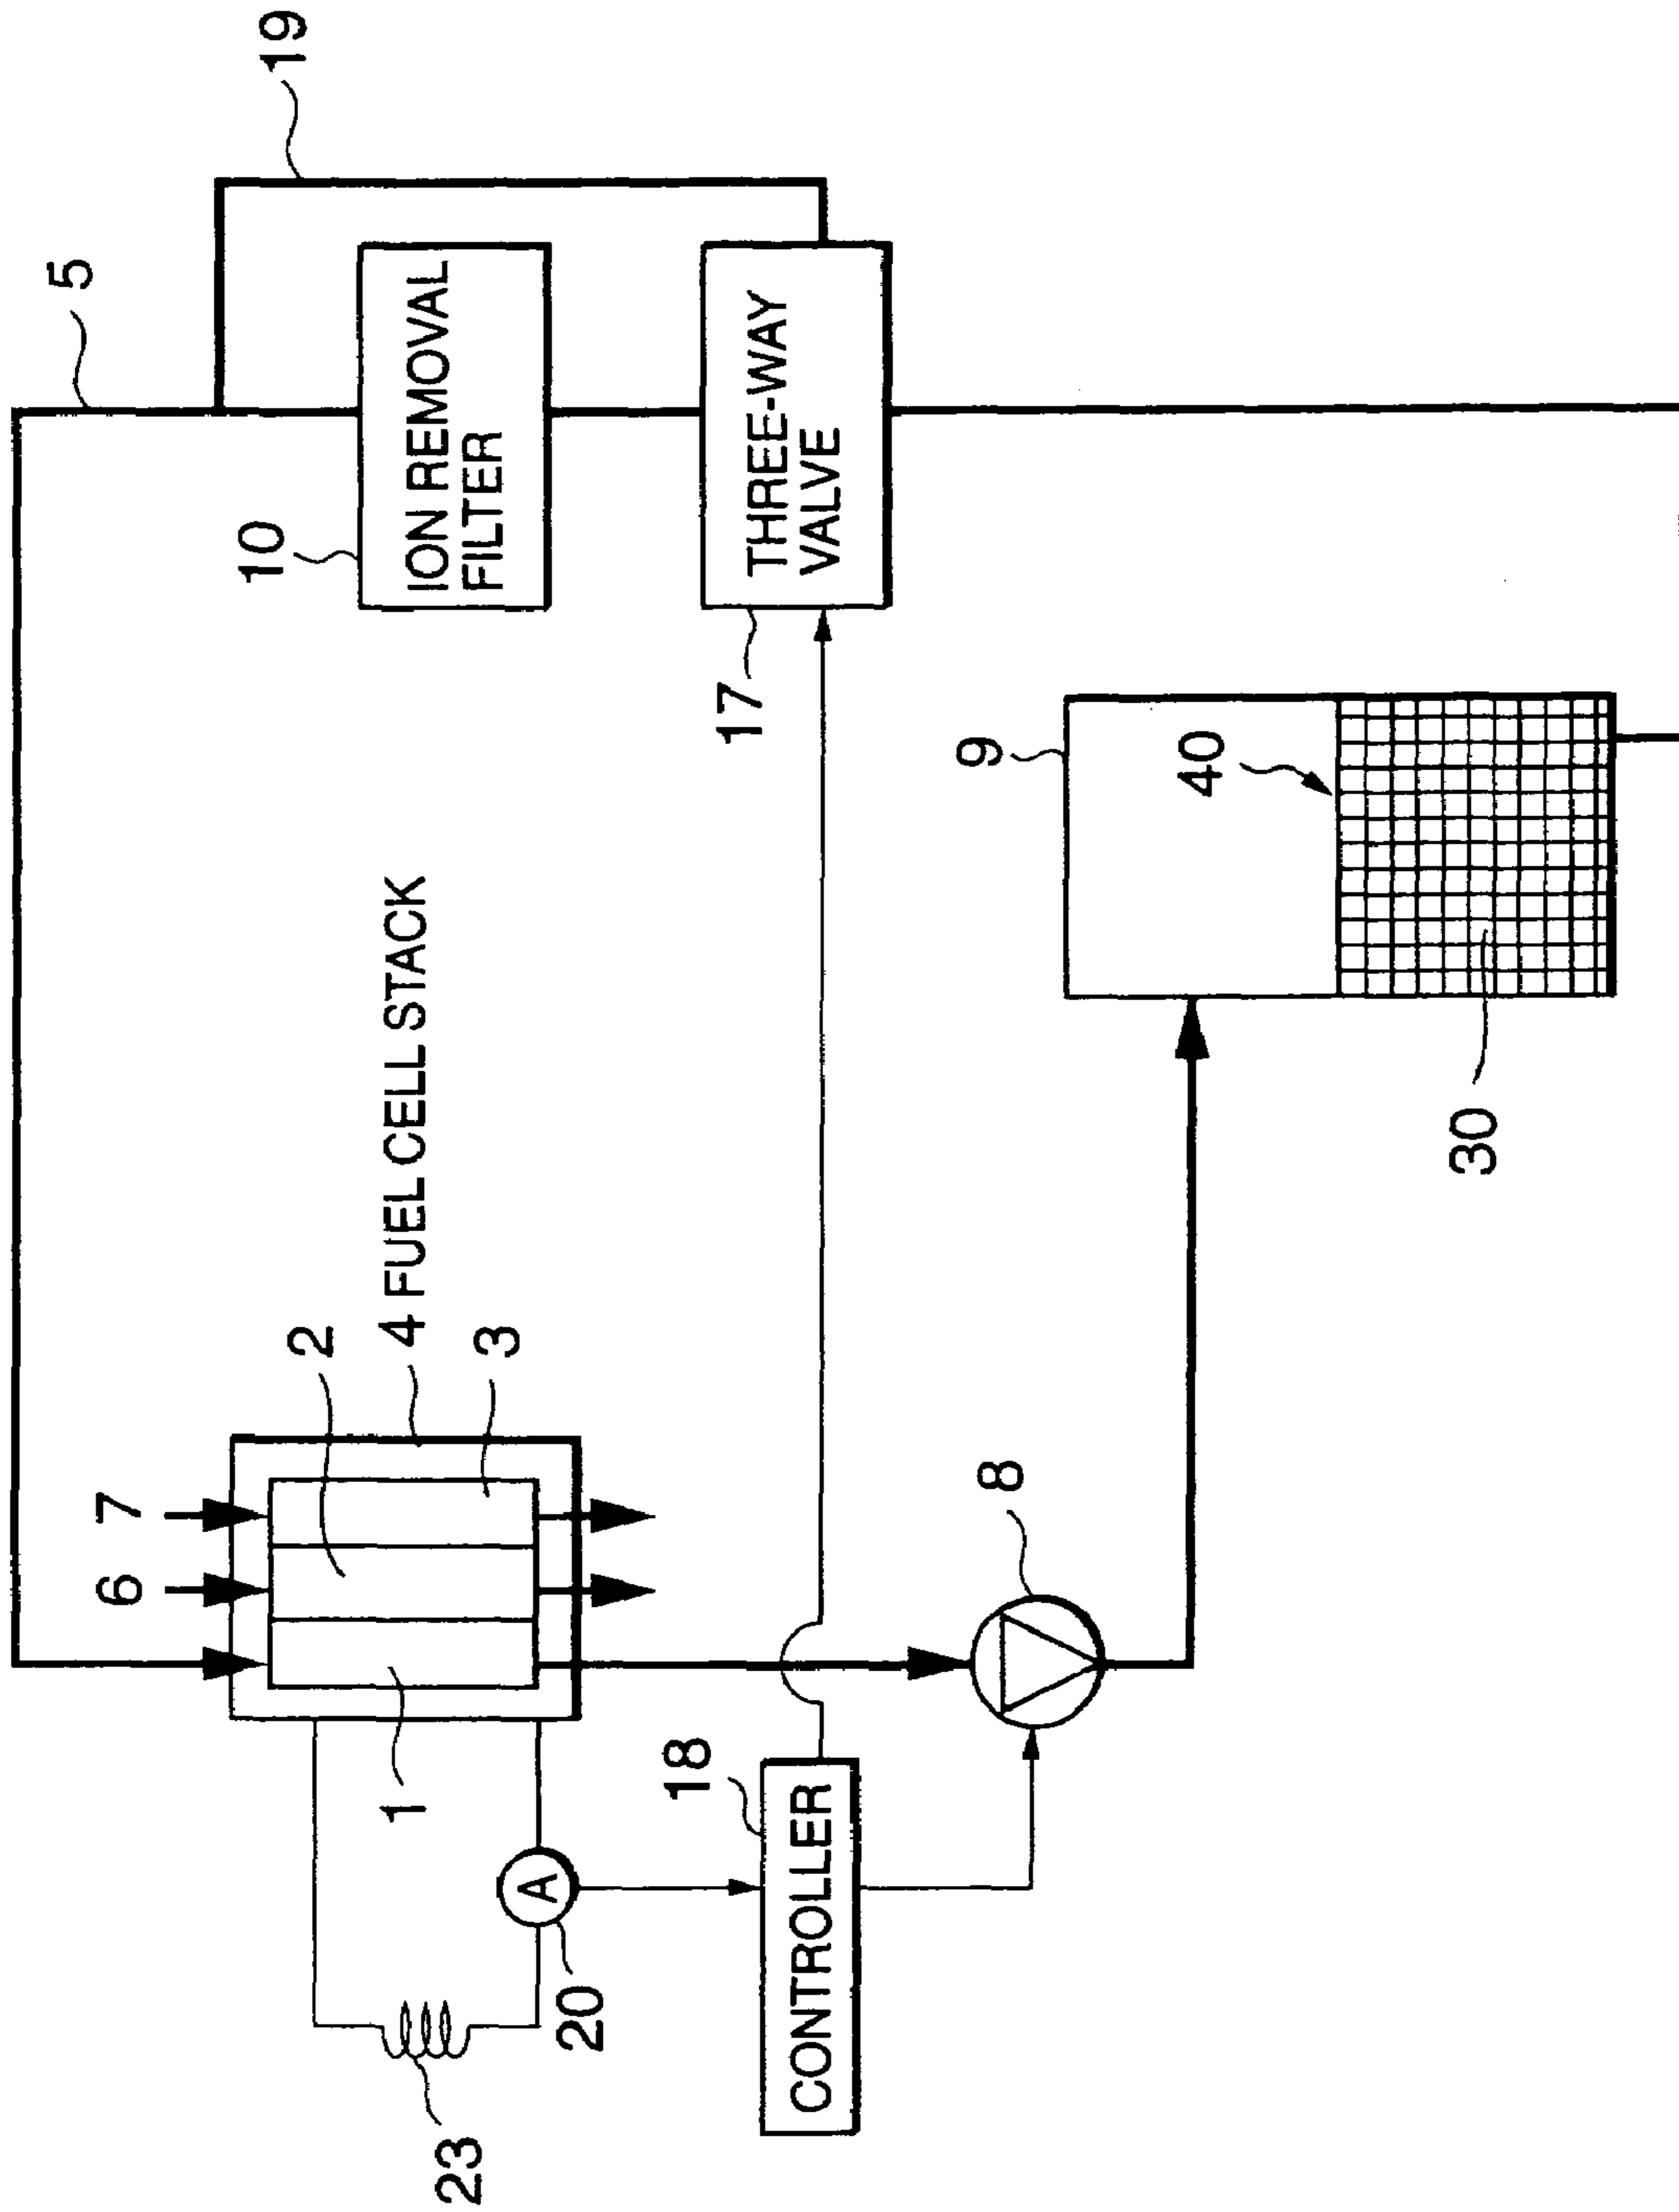 5
6
7
10
19
2
1
4 FUEL CELL STACK
ION REMOVAL
FILTER
23
3
A
20
18
17
THREE-WAY
VALVE
CONTROLLER
9
8
40
30